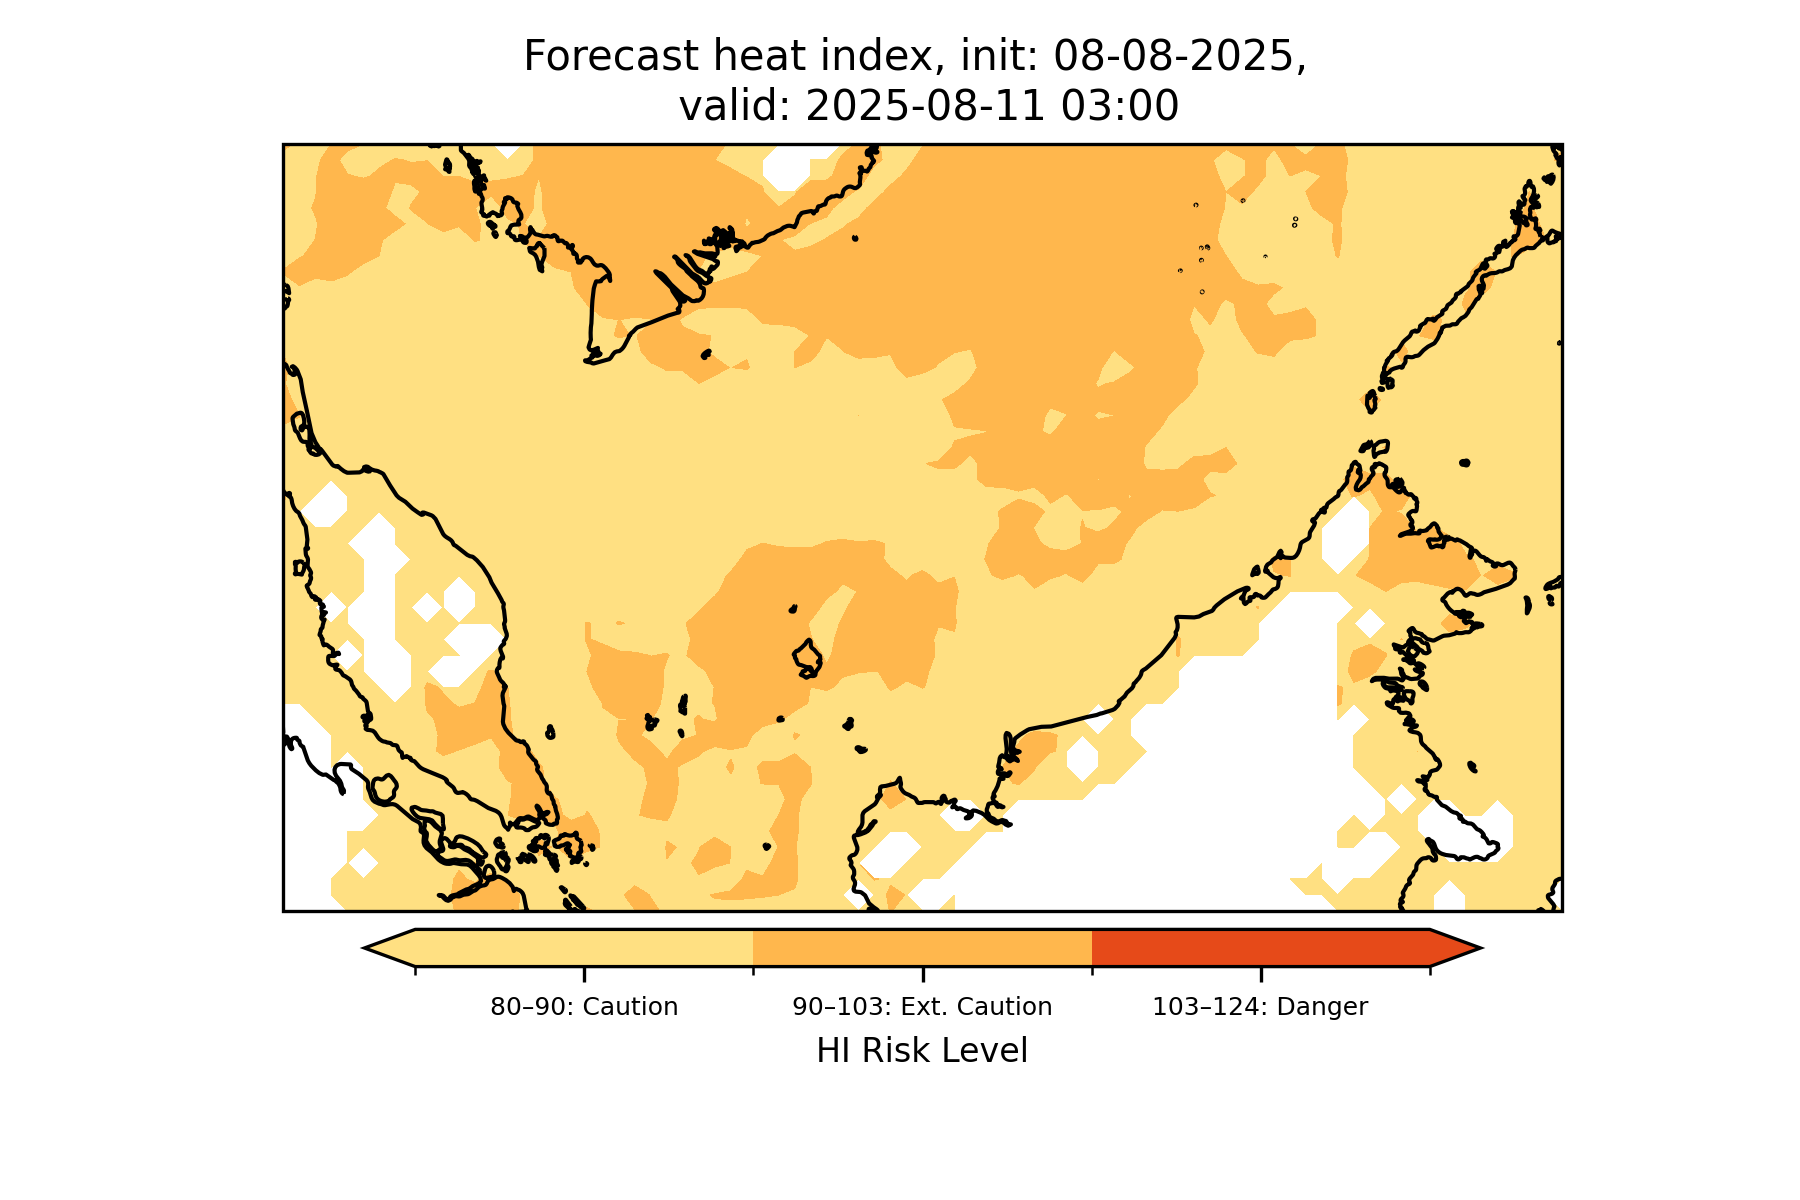 Forecast heat index, init: 08-08-2025,
valid: 2025-08-11 03:00
80–90: Caution
90–103: Ext. Caution
103–124: Danger
HI Risk Level